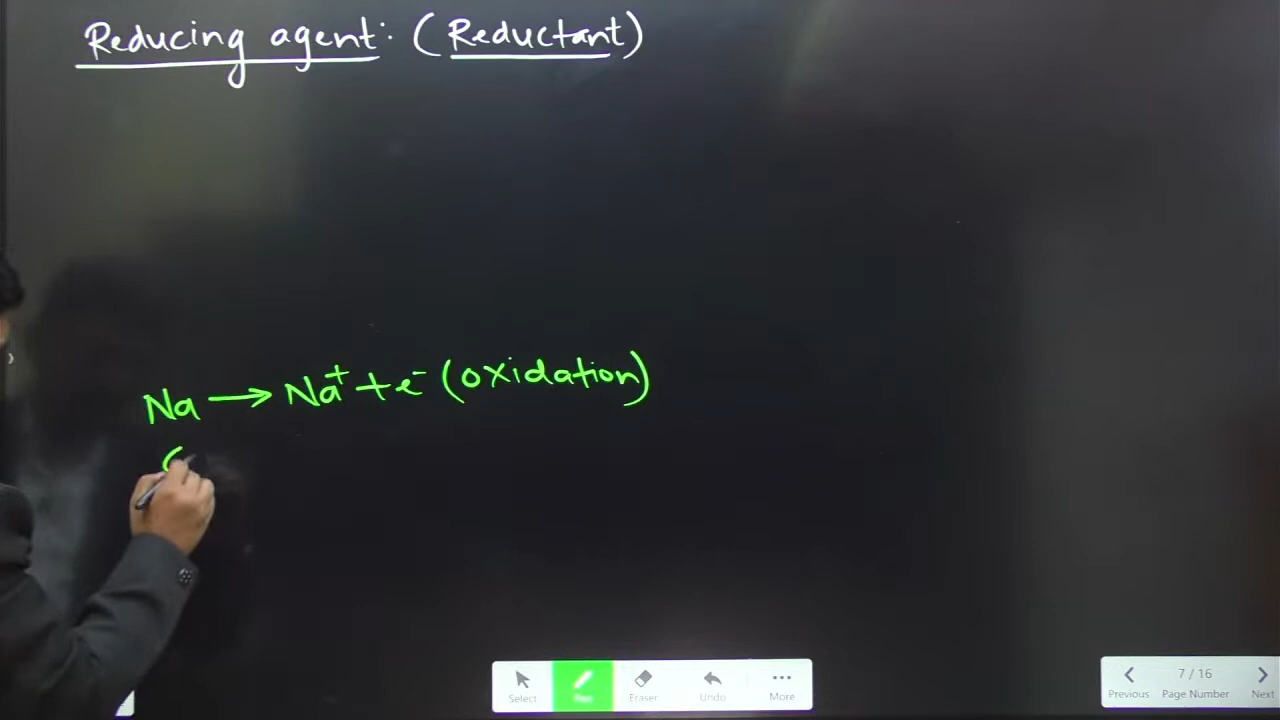 Reducing agent: (Reductant)
Na → Na⁺ + e⁻ (oxidation)
(
Select
Pen
Eraser
Undo
More
Previous
7 / 16
Page Number
Next